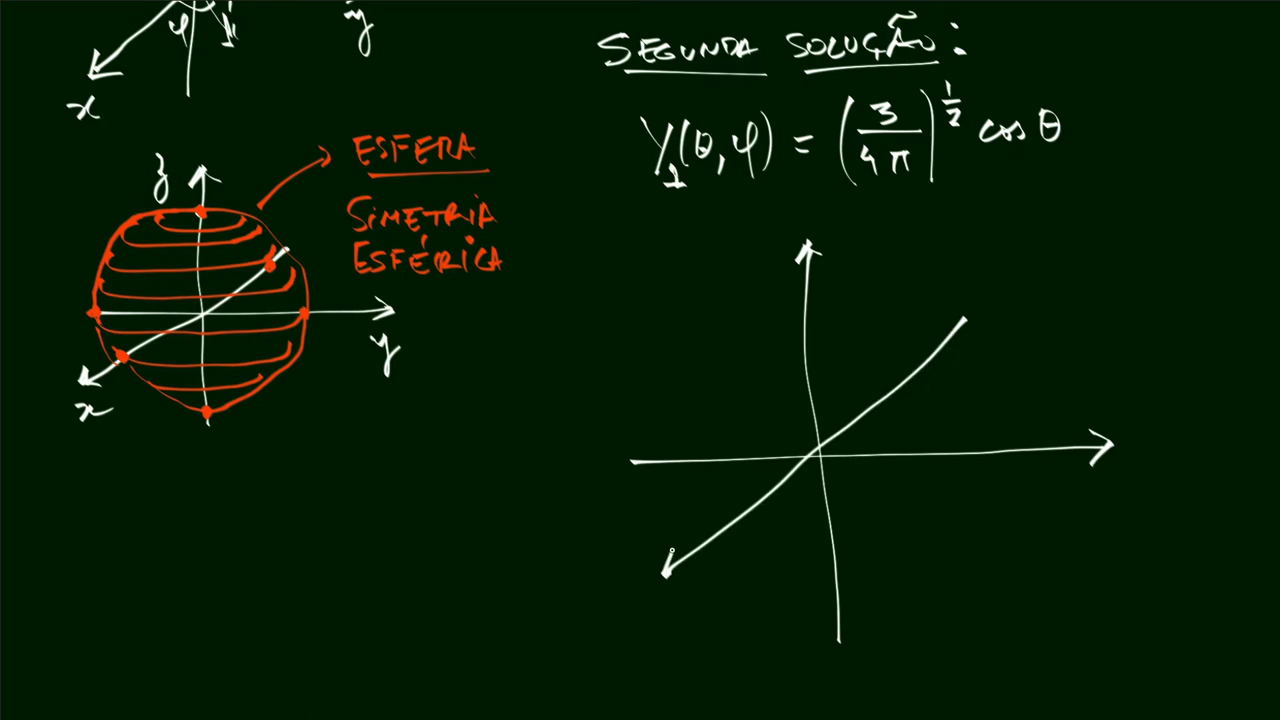 φ
y
x
z
ESFERA
SIMETRIA
ESFÉRICA
y
x
SEGUNDA SOLUÇÃO:
Y₁(θ,φ) = (3/4π)^1/2 cos θ